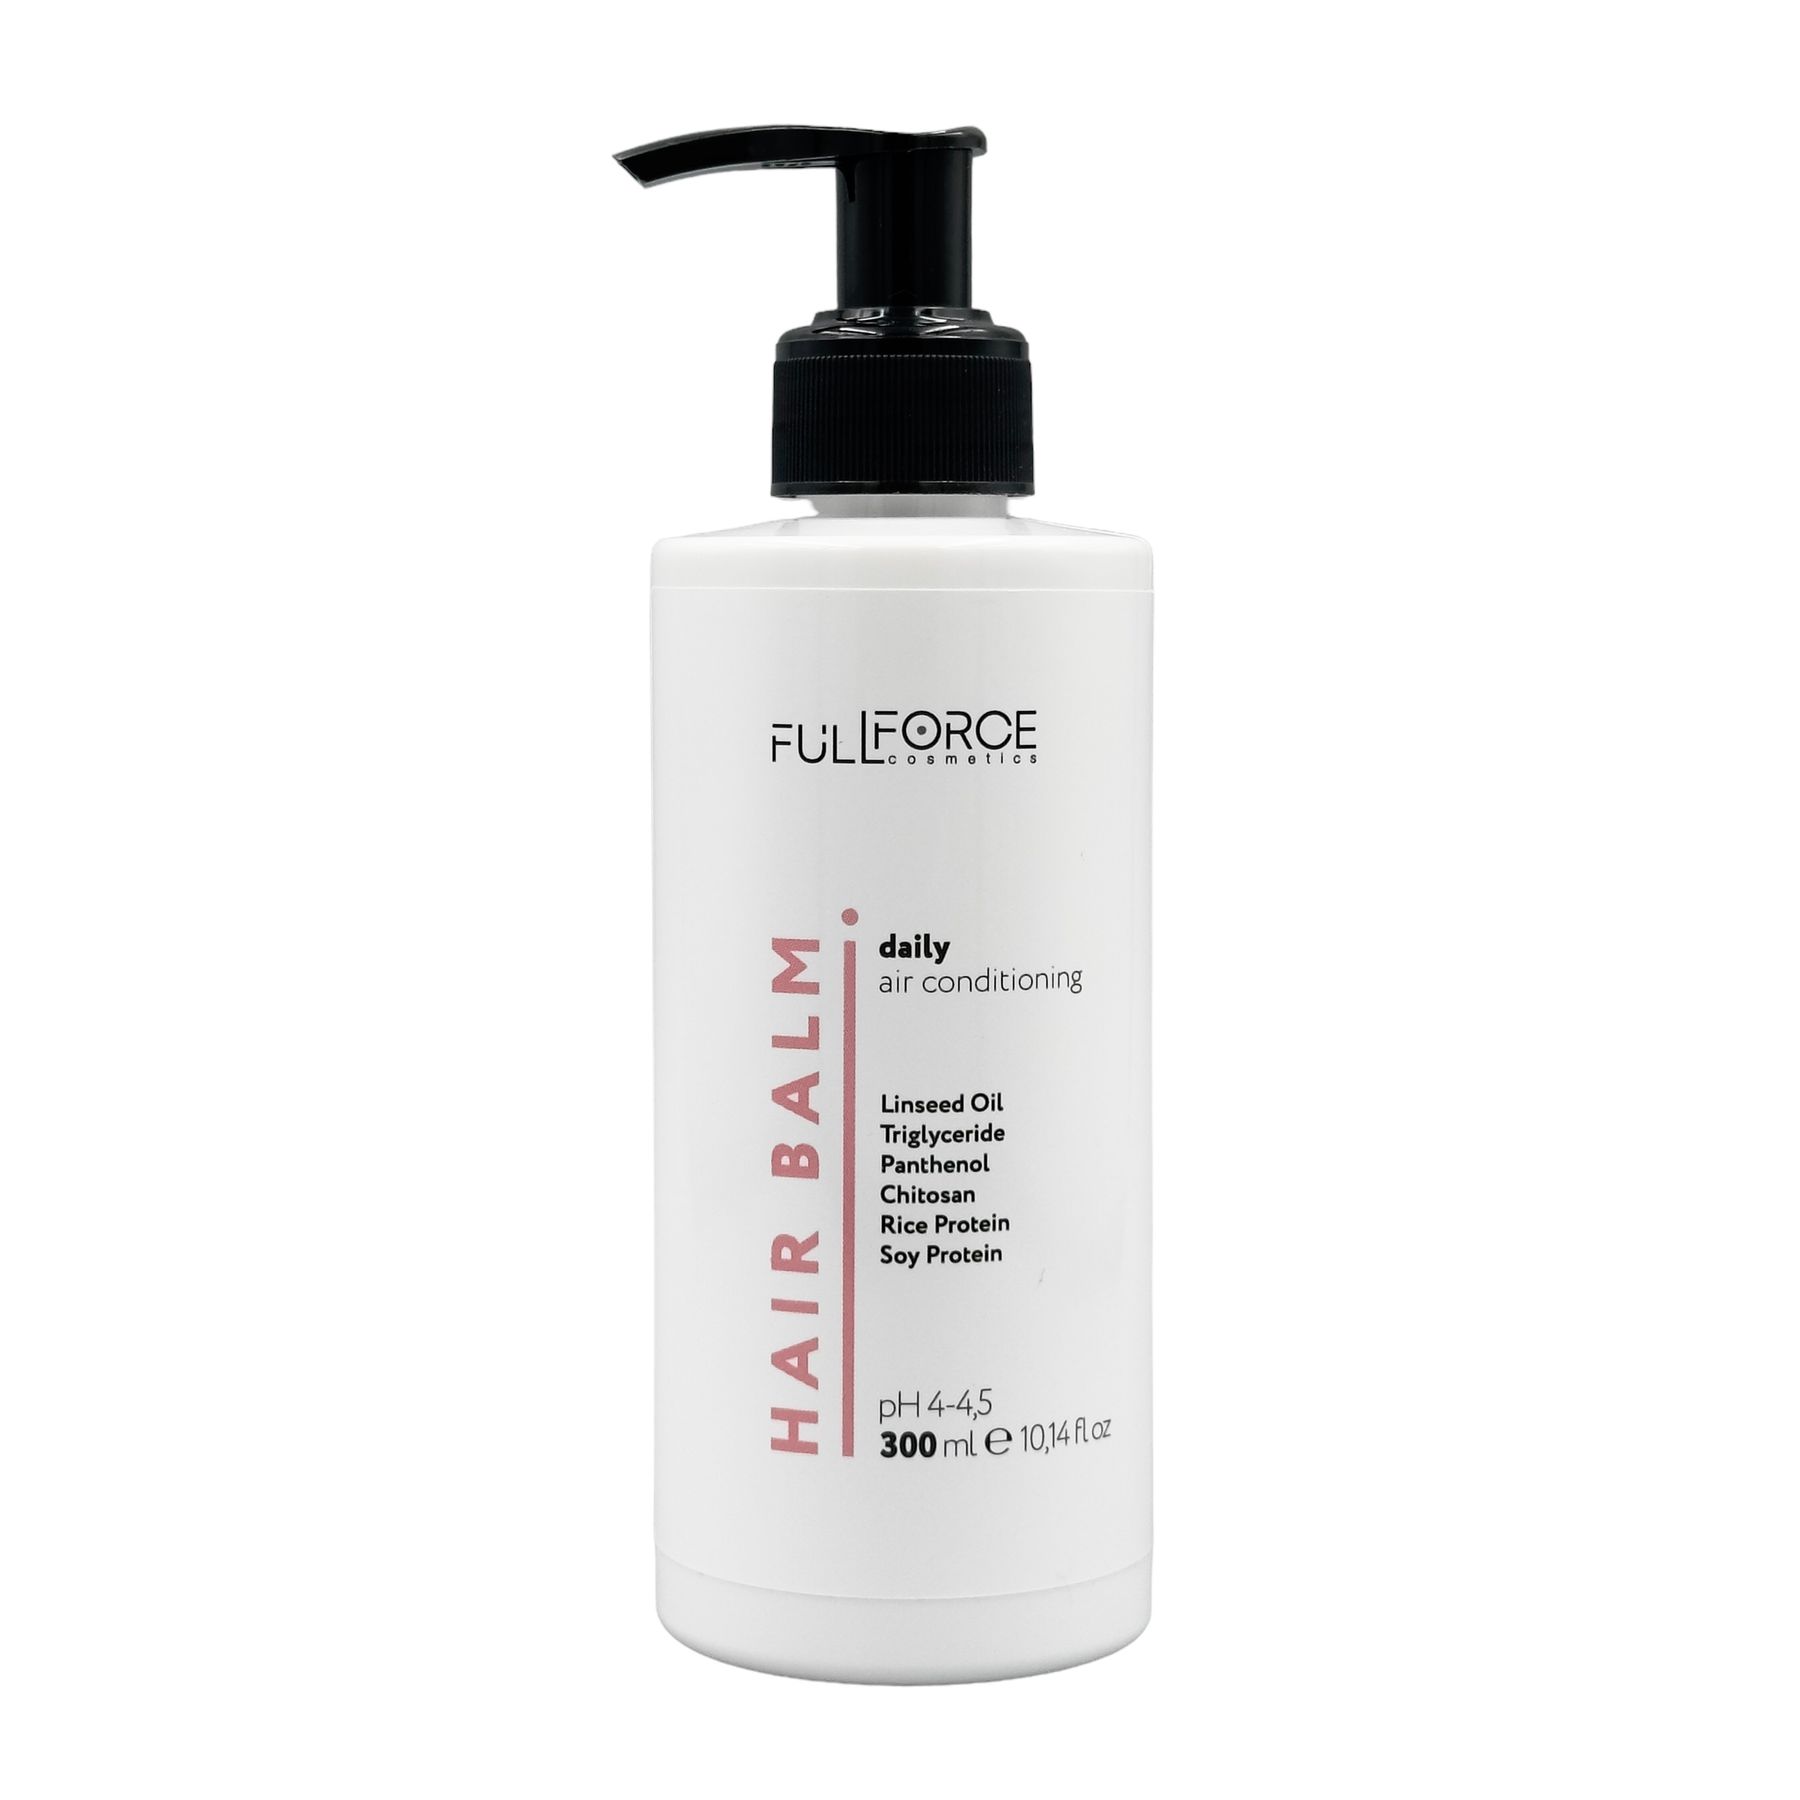 FULLFORCE
cosmetics
HAIR BALM
daily
air conditioning
Linseed Oil
Triglyceride
Panthenol
Chitosan
Rice Protein
Soy Protein
pH 4-4,5
300 ml ℮ 10,14 fl oz